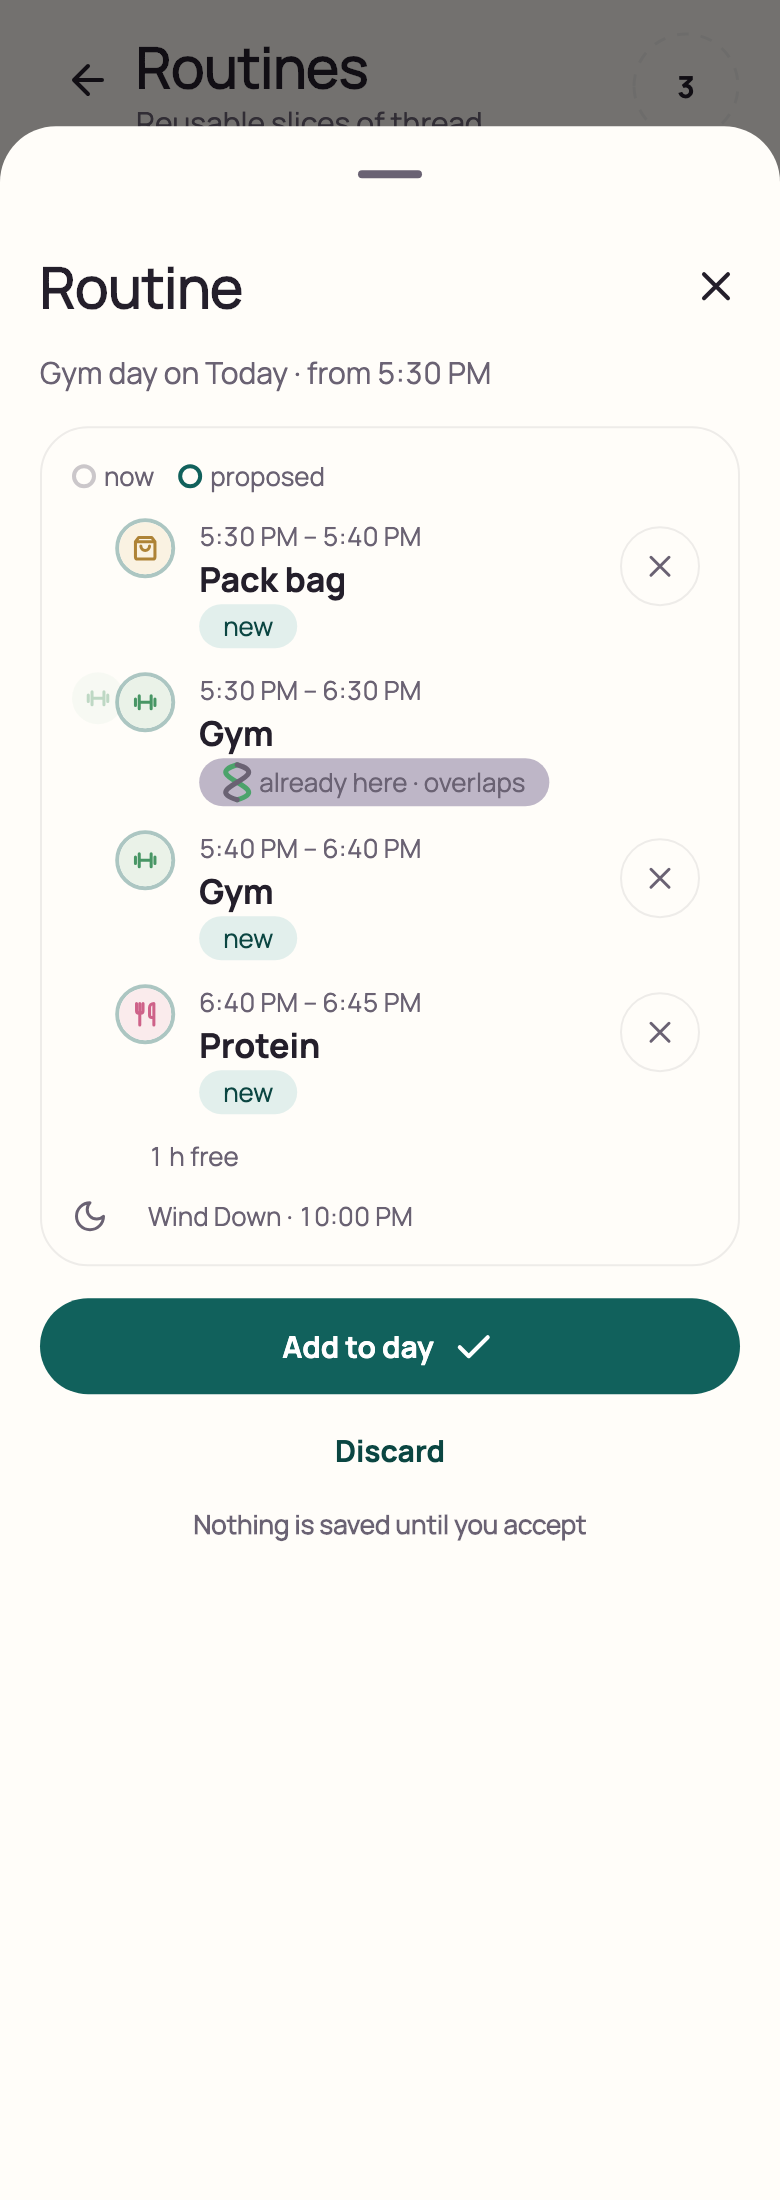 Routines
3
Reusable slices of thread
Routine
Gym day on Today · from 5:30 PM
now proposed
5:30 PM – 5:40 PM
Pack bag
new
5:30 PM – 6:30 PM
Gym
already here · overlaps
5:40 PM – 6:40 PM
Gym
new
6:40 PM – 6:45 PM
Protein
new
1 h free
Wind Down · 10:00 PM
Add to day
Discard
Nothing is saved until you accept